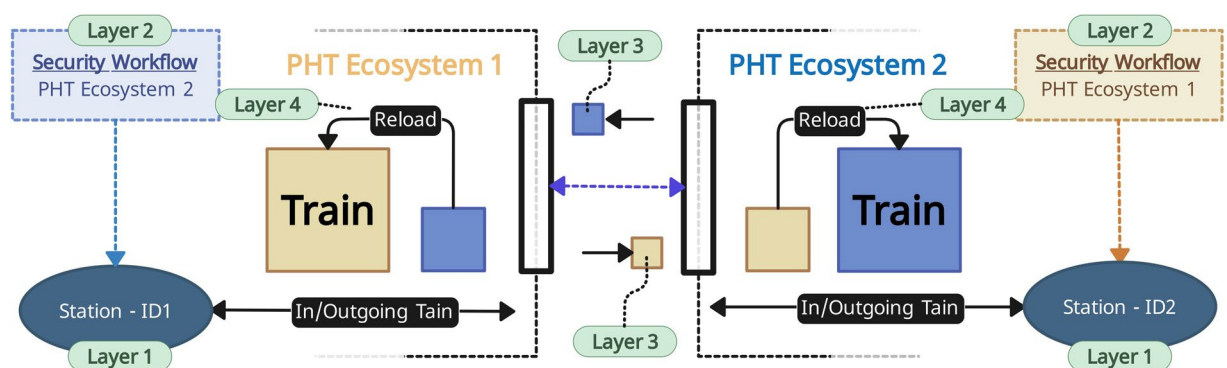 Layer 2
Security Workflow
PHT Ecosystem 2
Layer 4
PHT Ecosystem 1
Reload
Train
Station - ID1
Layer 1
In/Outgoing Tain
Layer 3
Layer 3
PHT Ecosystem 2
Reload
Train
In/Outgoing Tain
Layer 4
Layer 2
Security Workflow
PHT Ecosystem 1
Station - ID2
Layer 1